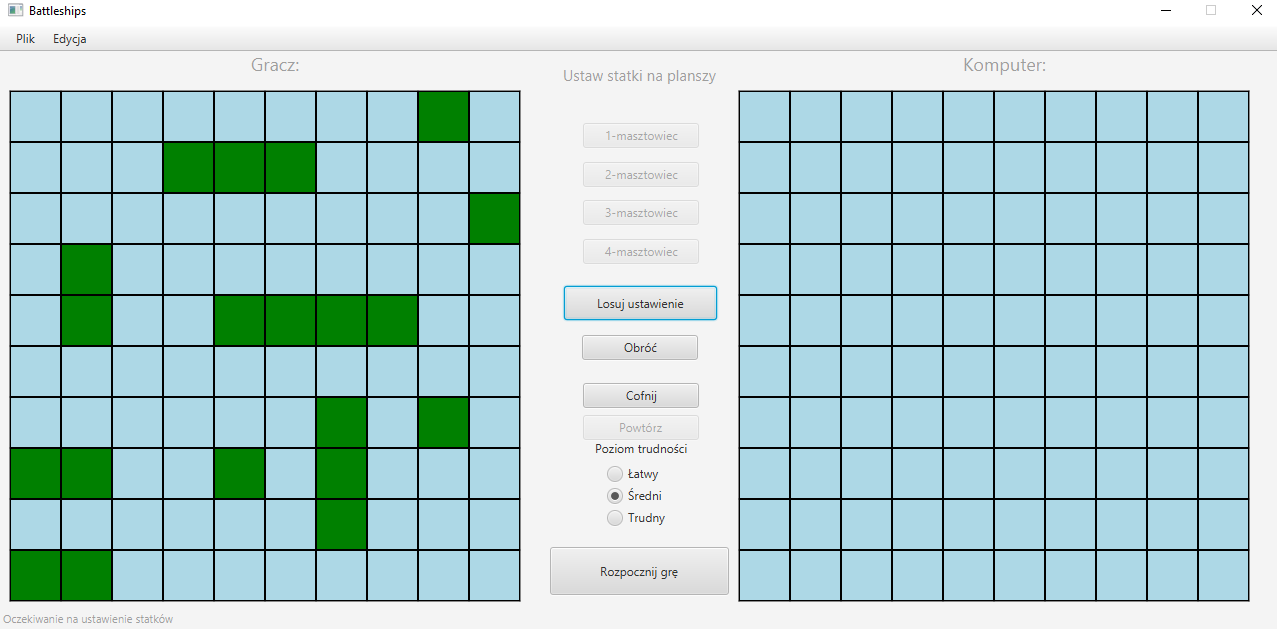 Battleships
Plik Edycja
Gracz:
Ustaw statki na planszy
Komputer:
1-masztowiec
2-masztowiec
3-masztowiec
4-masztowiec
Losuj ustawienie
Obróć
Cofnij
Powtórz
Poziom trudności
Łatwy
Średni
Trudny
Rozpocznij grę
Oczekiwanie na ustawienie statków